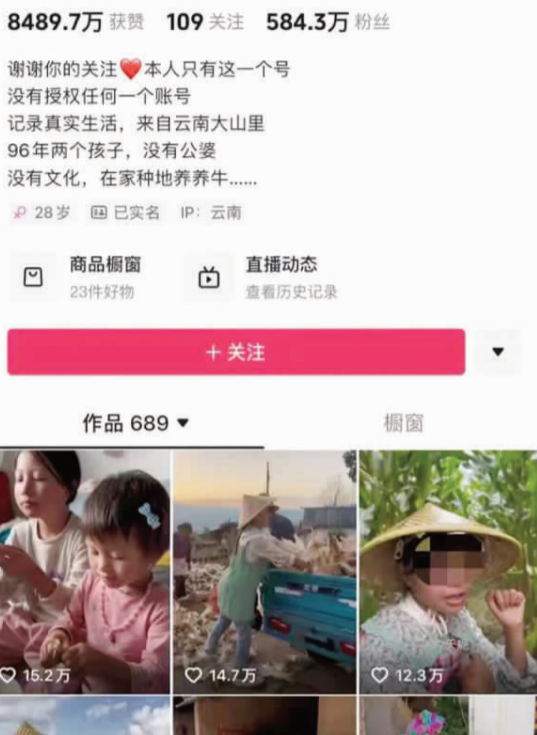 8489.7万 获赞 109 关注 584.3万 粉丝
谢谢你的关注❤️本人只有这一个号
没有授权任何一个账号
记录真实生活，来自云南大山里
96年两个孩子，没有公婆
没有文化，在家种地养养牛......
28岁 已实名 IP：云南
商品橱窗 直播动态
23件好物 查看历史记录
+ 关注
作品 689 橱窗
15.2万 14.7万 12.3万